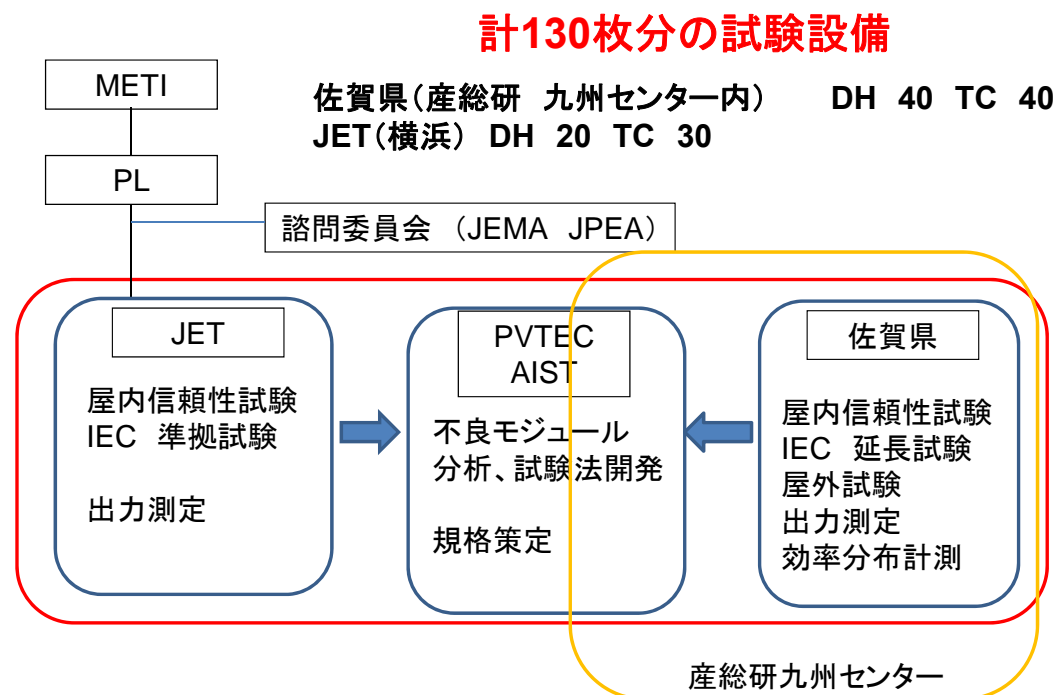 計130枚分の試験設備
METI
佐賀県(産総研 九州センター内) DH 40 TC 40
JET(横浜) DH 20 TC 30
PL
諮問委員会 (JEMA JPEA)
JET
屋内信頼性試験
IEC 準拠試験
出力測定
PVTEC
AIST
不良モジュール
分析、試験法開発
規格策定
佐賀県
屋内信頼性試験
IEC 延長試験
屋外試験
出力測定
効率分布計測
産総研九州センター